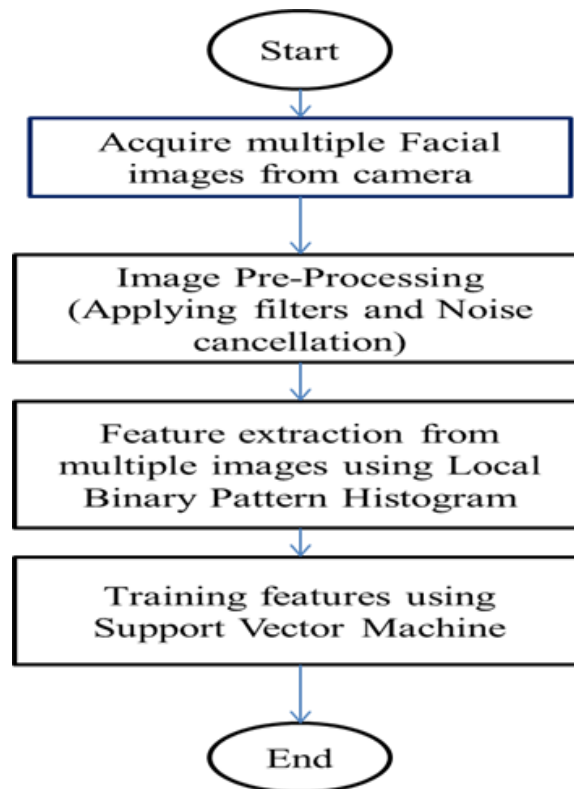 Start
Acquire multiple Facial
images from camera
Image Pre-Processing
(Applying filters and Noise
cancellation)
Feature extraction from
multiple images using Local
Binary Pattern Histogram
Training features using
Support Vector Machine
End